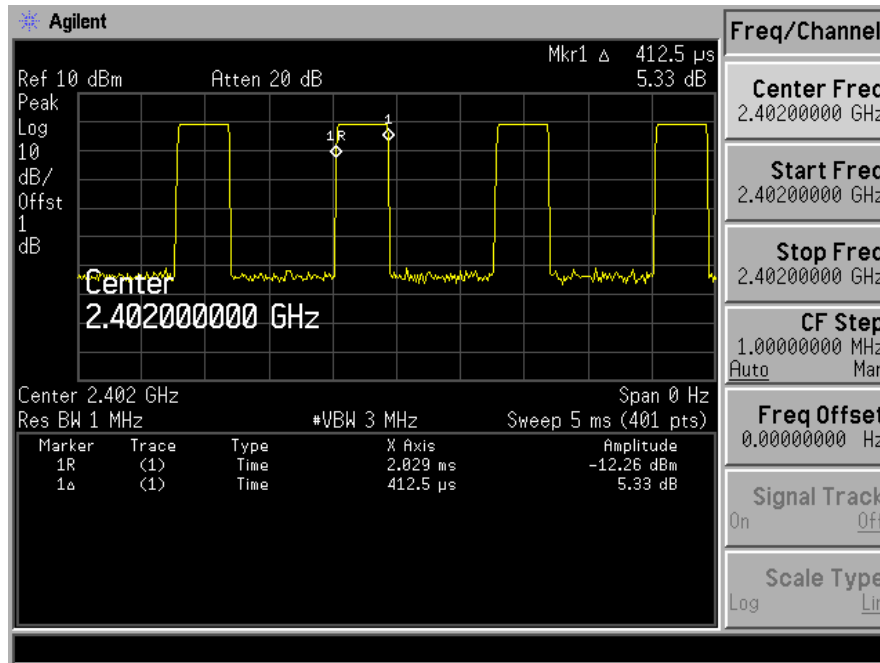 Agilent
Freq/Channel
Mkr1 Δ 412.5 µs
Ref 10 dBm Atten 20 dB 5.33 dB
Peak
Log
10
dB/
Offst
1
dB
1R
1
Center
2.402000000 GHz
Center 2.402 GHz Span 0 Hz
Res BW 1 MHz #VBW 3 MHz Sweep 5 ms (401 pts)
Marker Trace Type X Axis Amplitude
1R (1) Time 2.029 ms -12.26 dBm
1Δ (1) Time 412.5 µs 5.33 dB
Center Freq
2.40200000 GHz
Start Freq
2.40200000 GHz
Stop Freq
2.40200000 GHz
CF Step
1.00000000 MHz
Auto Man
Freq Offset
0.00000000 Hz
Signal Track
On Off
Scale Type
Log Lin